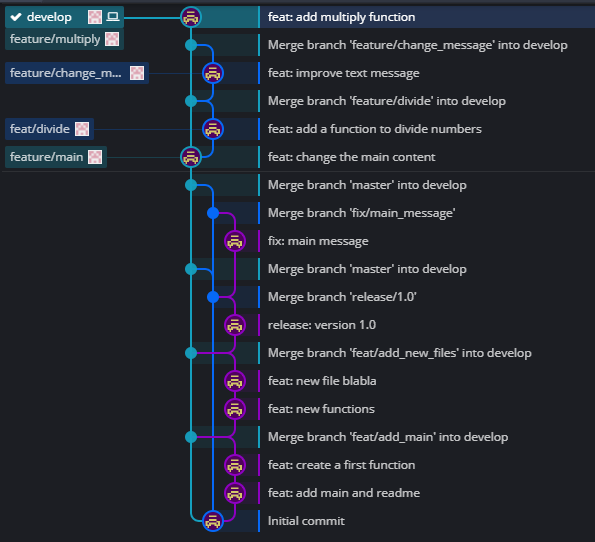 develop feat: add multiply function
feature/multiply
Merge branch 'feature/change_message' into develop
feature/change_m... feat: improve text message
Merge branch 'feature/divide' into develop
feat/divide feat: add a function to divide numbers
feature/main feat: change the main content
Merge branch 'master' into develop
Merge branch 'fix/main_message'
fix: main message
Merge branch 'master' into develop
Merge branch 'release/1.0'
release: version 1.0
Merge branch 'feat/add_new_files' into develop
feat: new file blabla
feat: new functions
Merge branch 'feat/add_main' into develop
feat: create a first function
feat: add main and readme
Initial commit